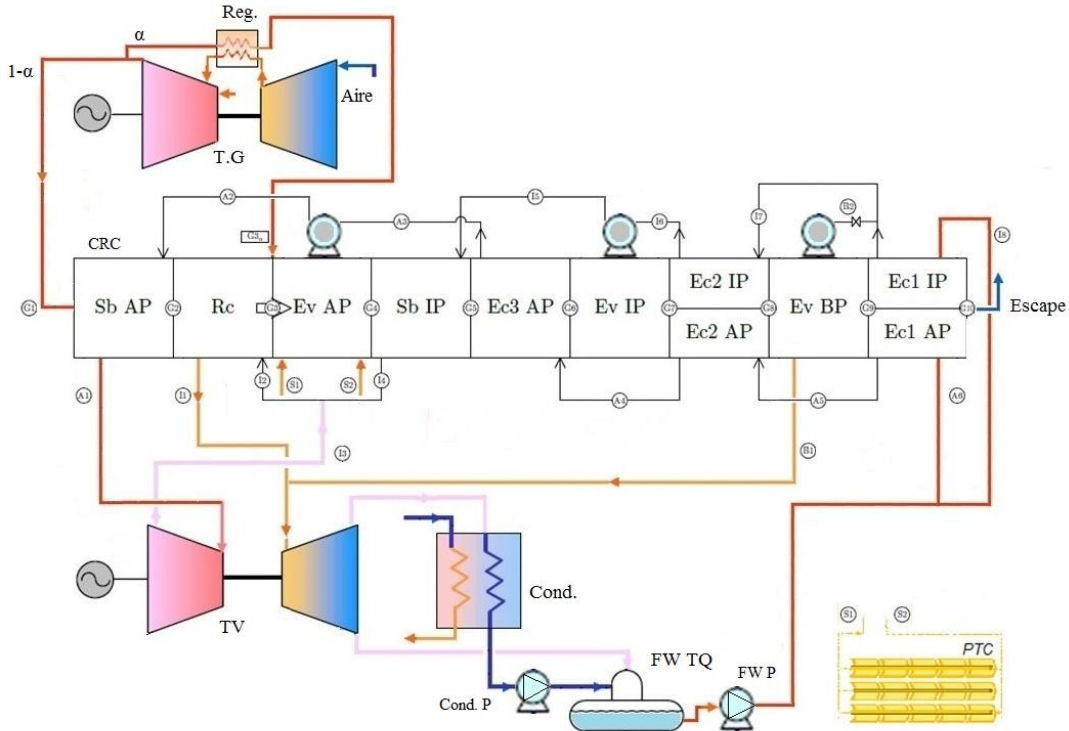 Reg.
α
1-α
Aire
T.G
A2
I5
I7
B2
A3
I6
I8
G3ₙ
CRC
Sb AP
Rc
Ev AP
Sb IP
Ec3 AP
Ev IP
Ec2 IP
Ec2 AP
Ev BP
Ec1 IP
Ec1 AP
G1
G2
G3
G4
G5
G6
G7
G8
G9
G10
Escape
A1
I1
I2
S1
S2
I4
A4
A5
A6
I3
B1
TV
Cond.
Cond. P
FW TQ
FW P
S1
S2
PTC